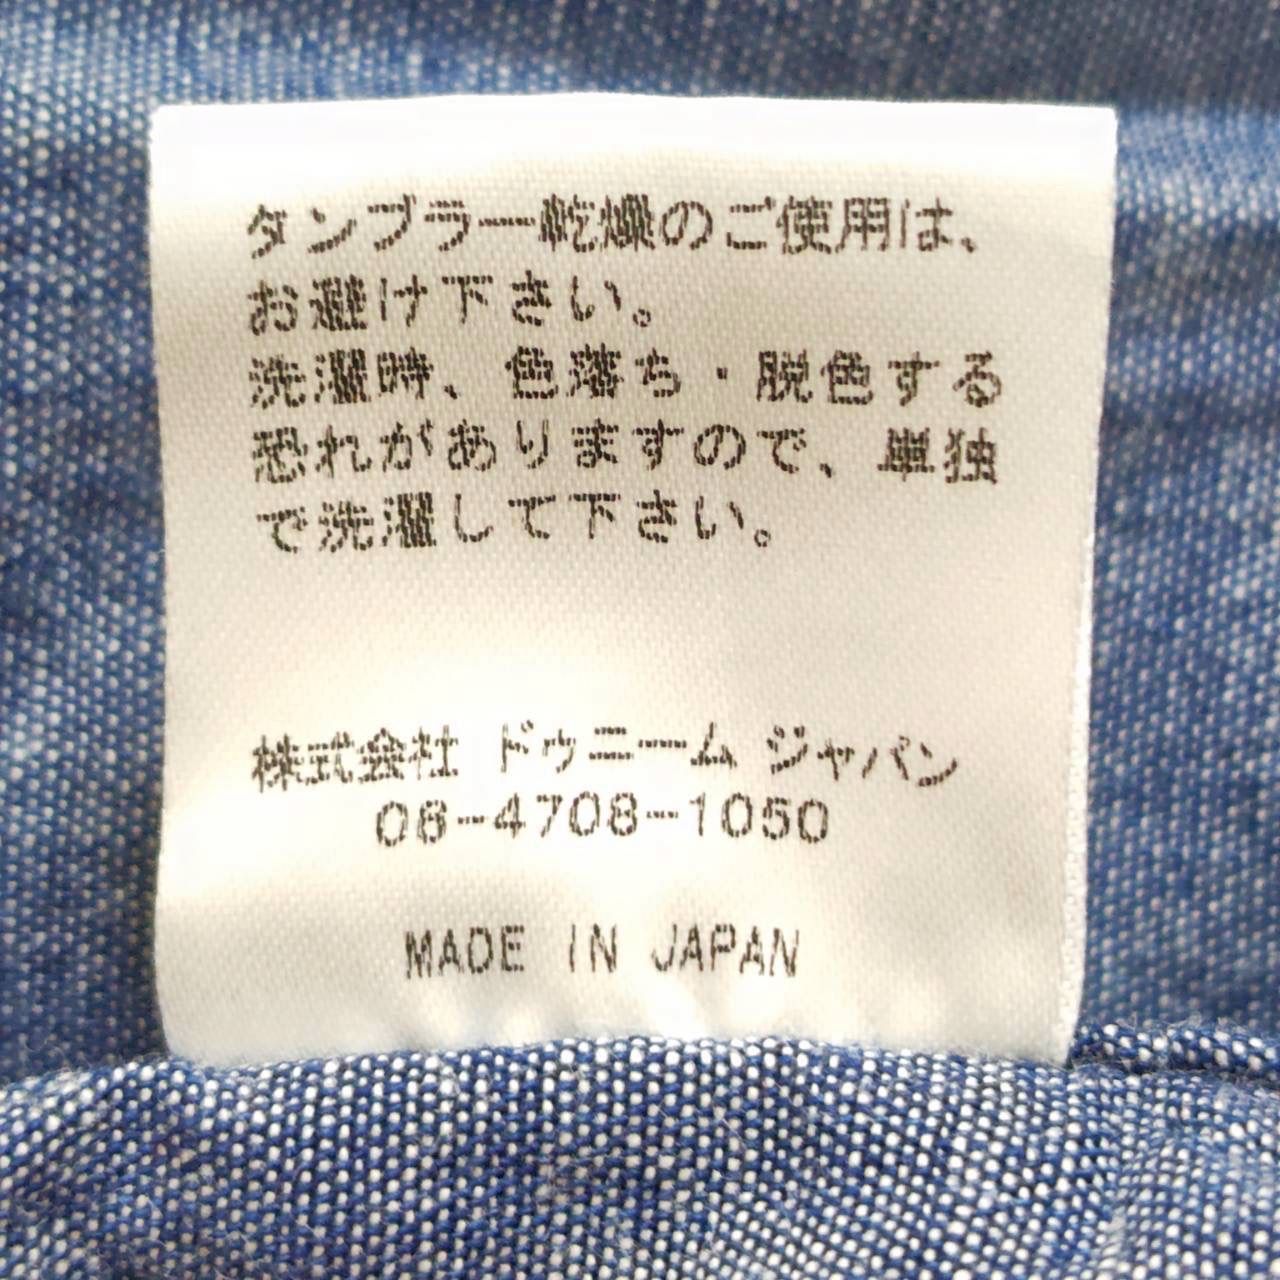 タンブラー乾燥のご使用は、
お避け下さい。
洗濯時、色落ち・脱色する
恐れがありますので、単独
で洗濯して下さい。
株式会社 ドゥニーム ジャパン
06-4708-1050
MADE IN JAPAN